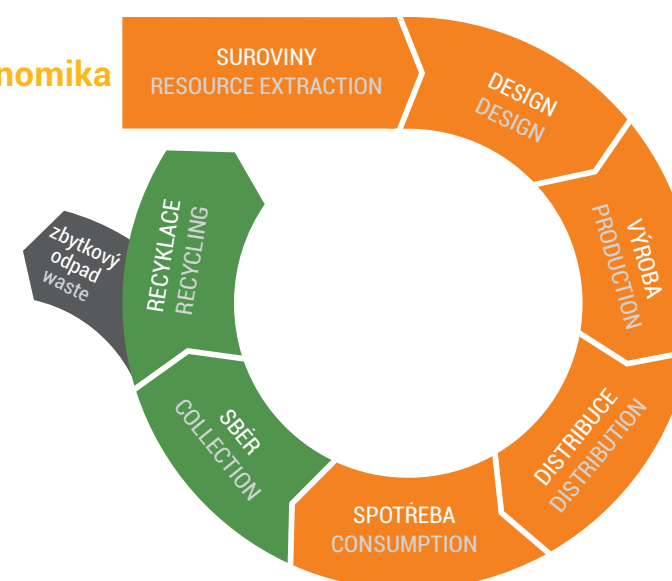 nomika
SUROVINY
RESOURCE EXTRACTION
DESIGN
DESIGN
VÝROBA
PRODUCTION
DISTRIBUCE
DISTRIBUTION
SPOTŘEBA
CONSUMPTION
SBĚR
COLLECTION
RECYKLACE
RECYCLING
zbytkový
odpad
waste